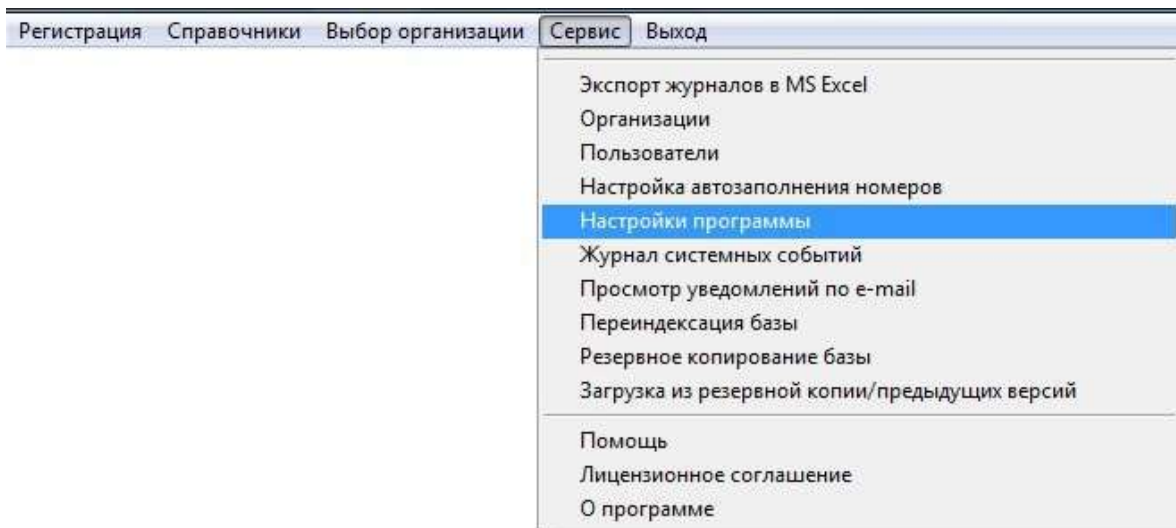 Регистрация Справочники Выбор организации Сервис Выход
Экспорт журналов в MS Excel
Организации
Пользователи
Настройка автозаполнения номеров
Настройки программы
Журнал системных событий
Просмотр уведомлений по e-mail
Переиндексация базы
Резервное копирование базы
Загрузка из резервной копии/предыдущих версий
Помощь
Лицензионное соглашение
О программе